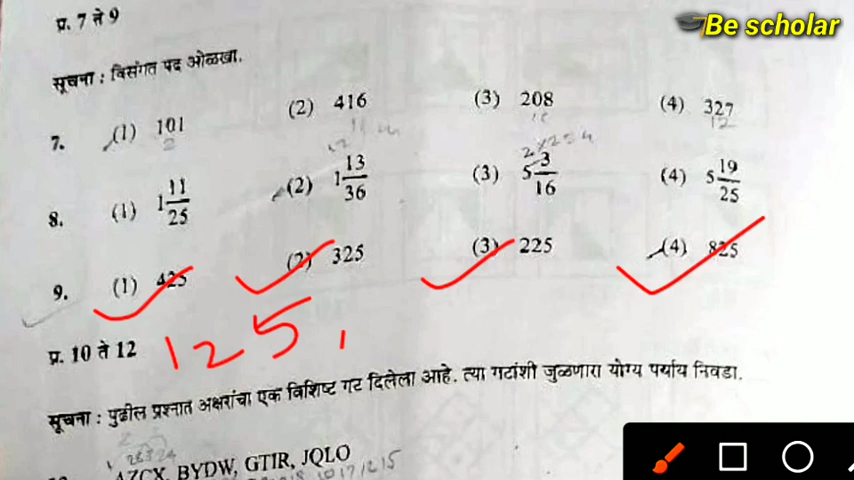 Be scholar
प्र. 7 ते 9
सूचना : विसंगत पद ओळखा.
7. (1) 101 (2) 416 (3) 208 (4) 327
8. (1) 1 11/25 (2) 1 13/36 (3) 5 3/16 (4) 5 19/25
9. (1) 425 (2) 325 (3) 225 (4) 825
125,
प्र. 10 ते 12
सूचना : पुढील प्रश्नात अक्षरांचा एक विशिष्ट गट दिलेला आहे. त्या गटांशी जुळणारा योग्य पर्याय निवडा.
AZCX, BYDW, GTIR, JQLO